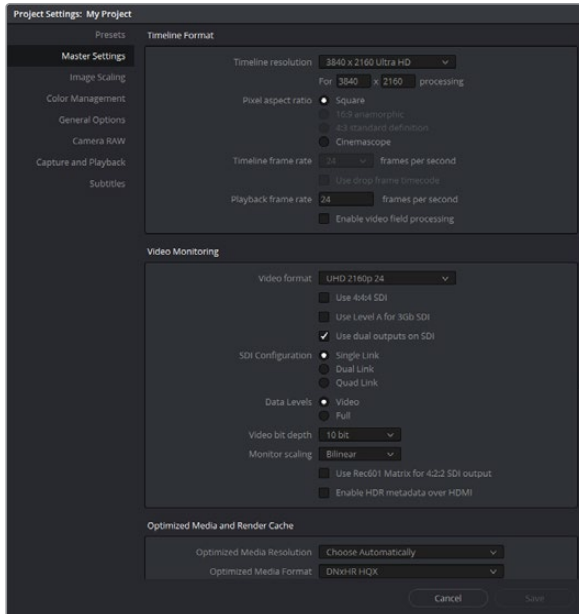 Project Settings: My Project
Presets
Master Settings
Image Scaling
Color Management
General Options
Camera RAW
Capture and Playback
Subtitles
Timeline Format
Timeline resolution 3840 x 2160 Ultra HD
For 3840 x 2160 processing
Pixel aspect ratio Square
16:9 anamorphic
4:3 standard definition
Cinemascope
Timeline frame rate 24 frames per second
Use drop frame timecode
Playback frame rate 24 frames per second
Enable video field processing
Video Monitoring
Video format UHD 2160p 24
Use 4:4:4 SDI
Use Level A for 3Gb SDI
Use dual outputs on SDI
SDI Configuration Single Link
Dual Link
Quad Link
Data Levels Video
Full
Video bit depth 10 bit
Monitor scaling Bilinear
Use Rec601 Matrix for 4:2:2 SDI output
Enable HDR metadata over HDMI
Optimized Media and Render Cache
Optimized Media Resolution Choose Automatically
Optimized Media Format DNxHR HQX
Cancel Save